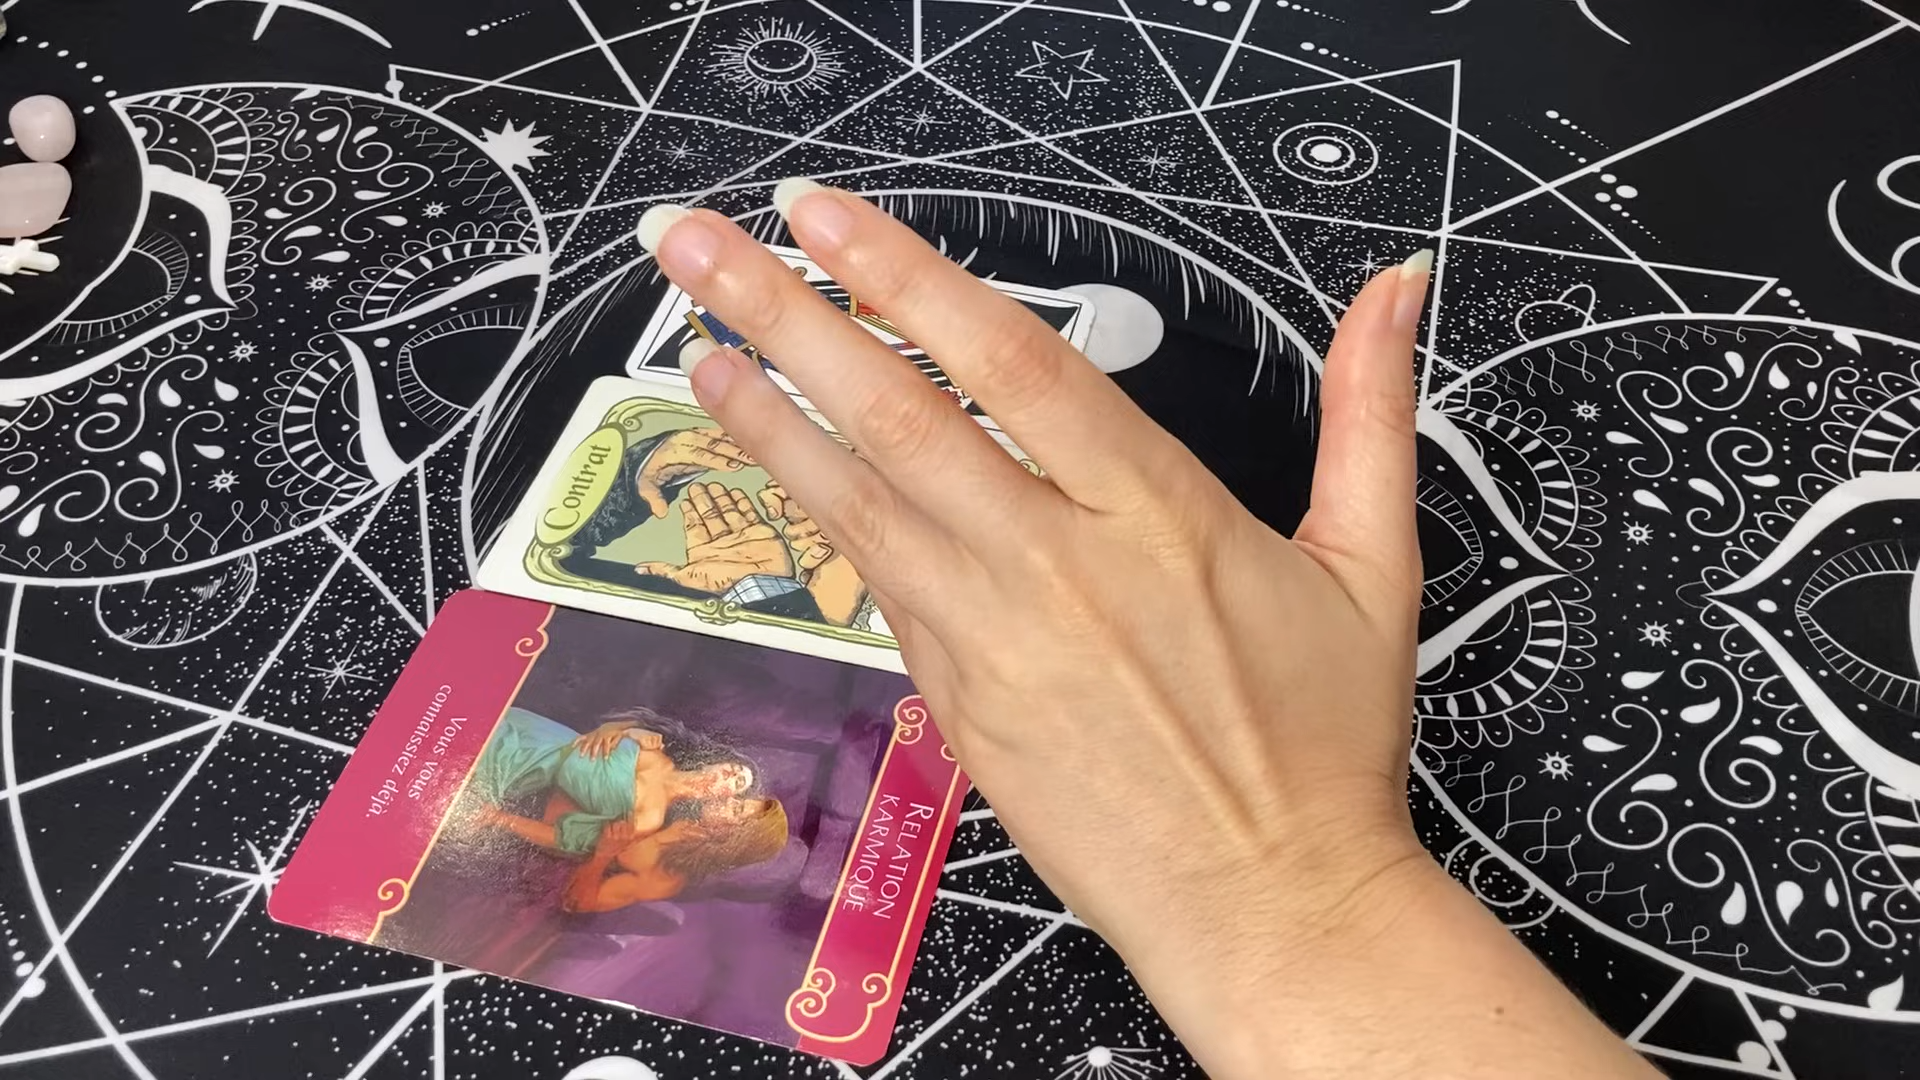 Contrat
RELATION
KARMIQUE
Vous vous
connaissiez déjà.